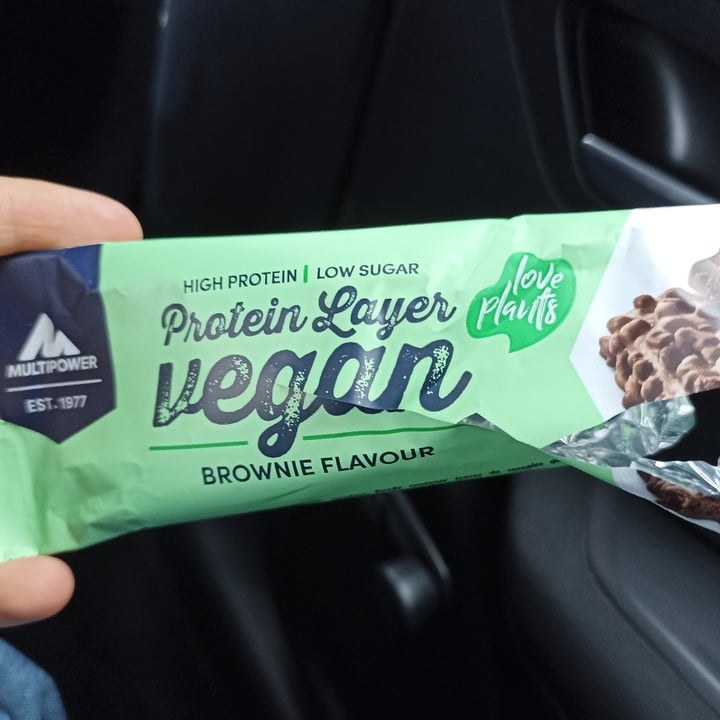 HIGH PROTEIN | LOW SUGAR
Protein Layer
vegan
BROWNIE FLAVOUR
love
plants
MULTIPOWER
EST. 1977